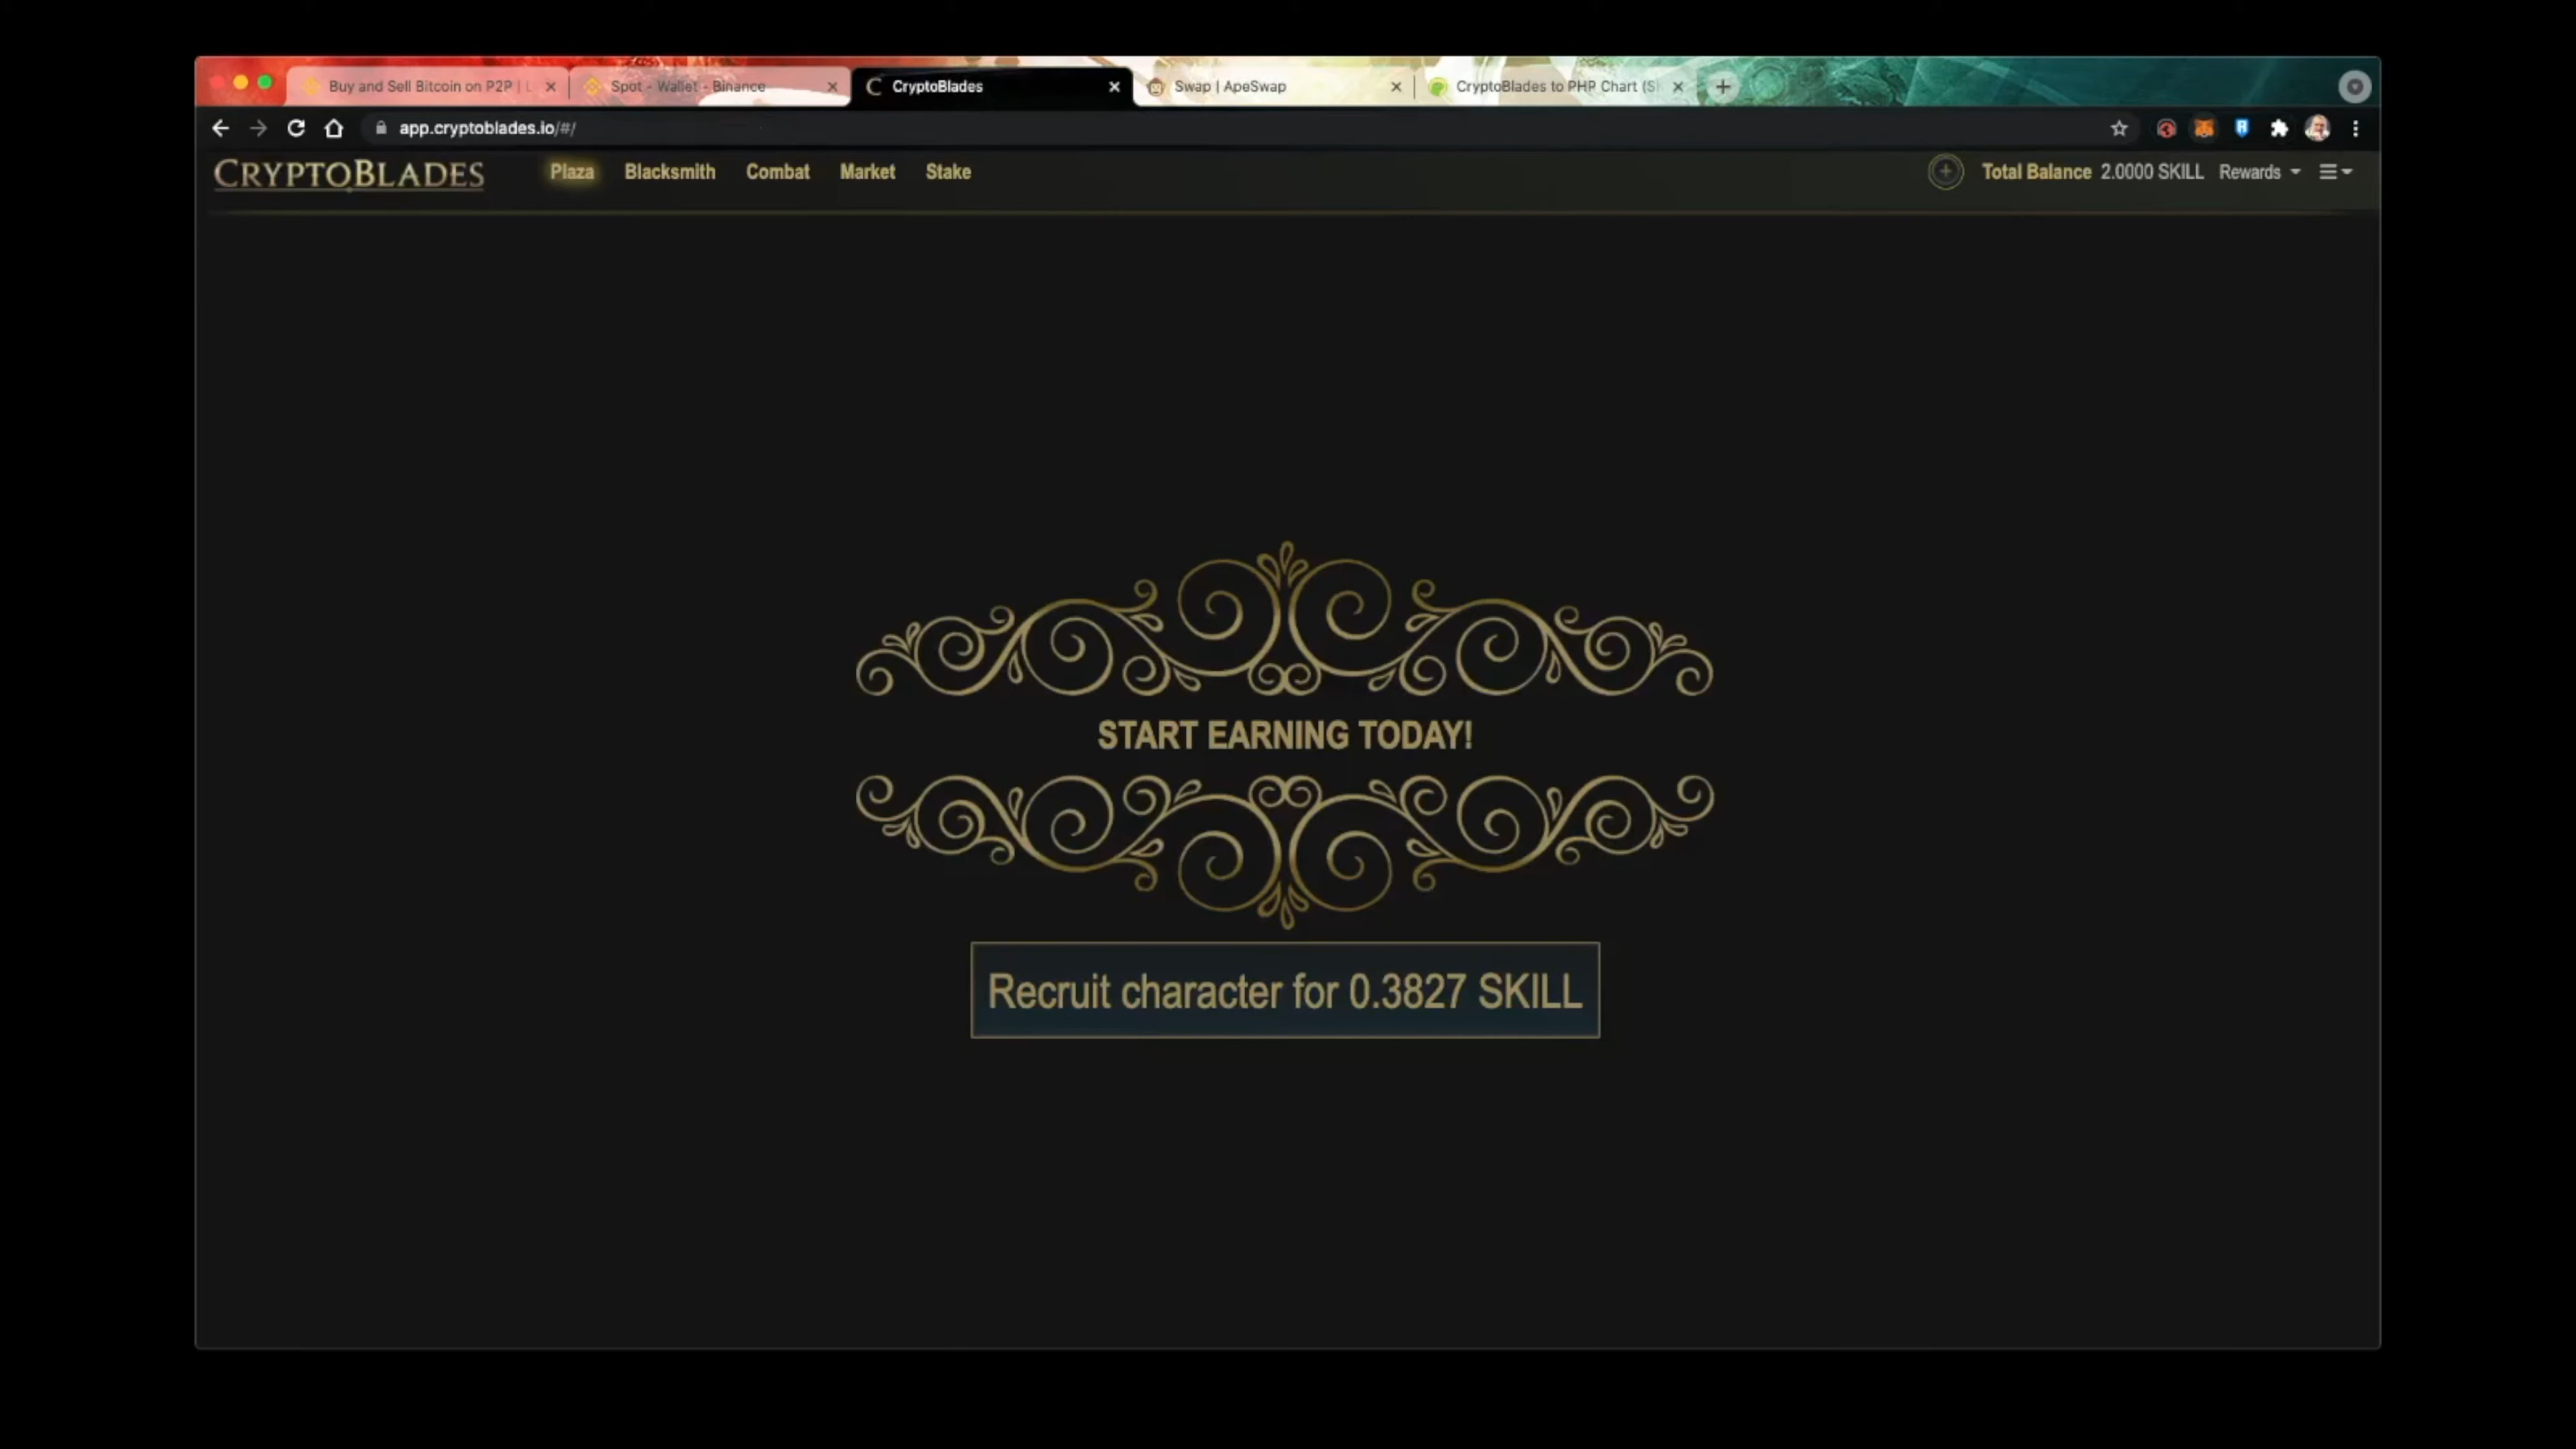 Buy and Sell Bitcoin on P2P | L
Spot - Wallet - Binance
CryptoBlades
Swap | ApeSwap
CryptoBlades to PHP Chart (S
app.cryptoblades.io/#/
CRYPTOBLADES
Plaza
Blacksmith
Combat
Market
Stake
Total Balance 2.0000 SKILL
Rewards
START EARNING TODAY!
Recruit character for 0.3827 SKILL